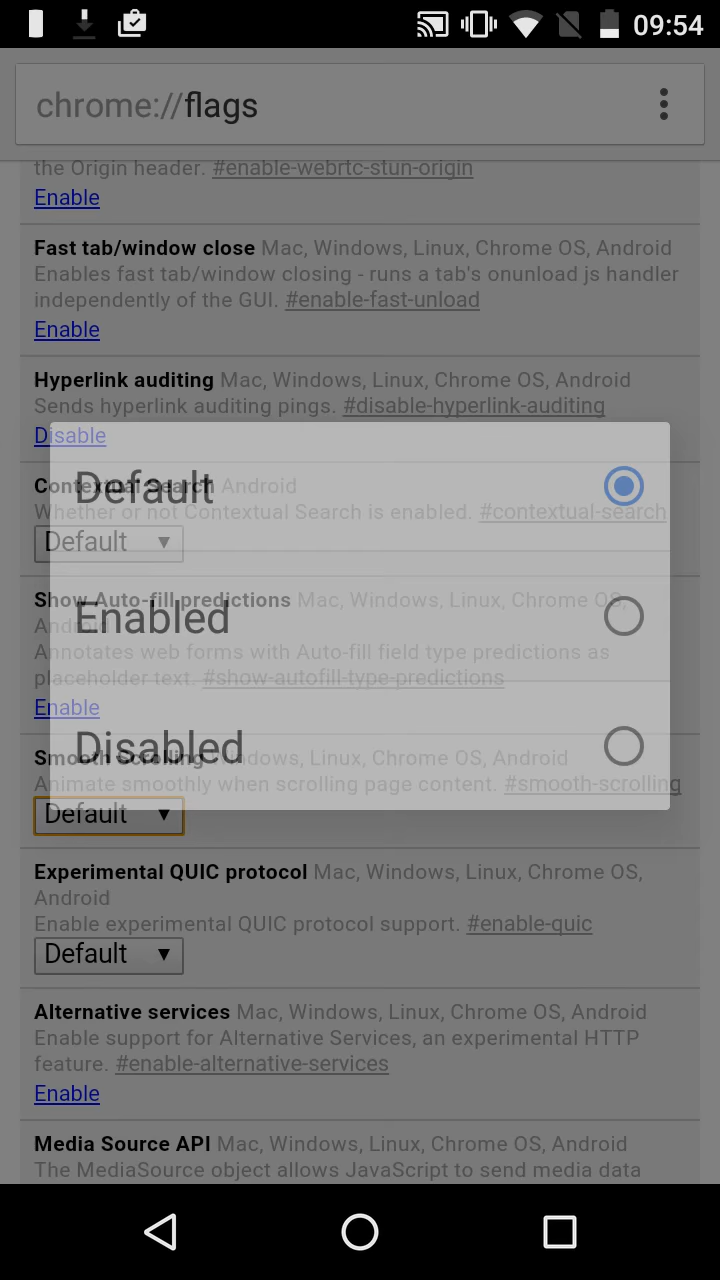 09:54
chrome://flags
the Origin header. #enable-webrtc-stun-origin
Enable
Fast tab/window close Mac, Windows, Linux, Chrome OS, Android
Enables fast tab/window closing - runs a tab's onunload js handler
independently of the GUI. #enable-fast-unload
Enable
Hyperlink auditing Mac, Windows, Linux, Chrome OS, Android
Sends hyperlink auditing pings. #disable-hyperlink-auditing
Disable
Contextual Search Android
Default
Whether or not Contextual Search is enabled. #contextual-search
Default ▼
Show Auto-fill predictions Mac, Windows, Linux, Chrome OS,
Android
Enabled
Annotates web forms with Auto-fill field type predictions as
placeholder text. #show-autofill-type-predictions
Enable
Smooth Scrolling Windows, Linux, Chrome OS, Android
Disabled
Animate smoothly when scrolling page content. #smooth-scrolling
Default ▼
Experimental QUIC protocol Mac, Windows, Linux, Chrome OS,
Android
Enable experimental QUIC protocol support. #enable-quic
Default ▼
Alternative services Mac, Windows, Linux, Chrome OS, Android
Enable support for Alternative Services, an experimental HTTP
feature. #enable-alternative-services
Enable
Media Source API Mac, Windows, Linux, Chrome OS, Android
The MediaSource object allows JavaScript to send media data